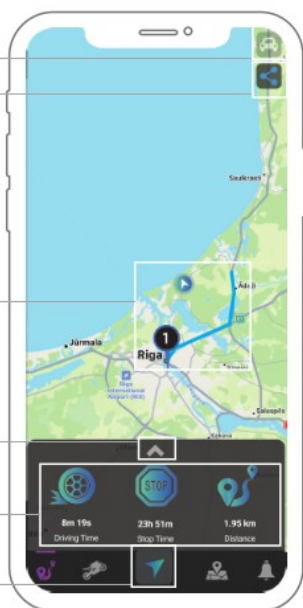 Saulkrasti
Ādaži
1
Riga
Jūrmala
Riga
International
Airport (RIX)
Salaspils
STOP
8m 19s
23h 51m
1.95 km
Driving Time
Stop Time
Distance